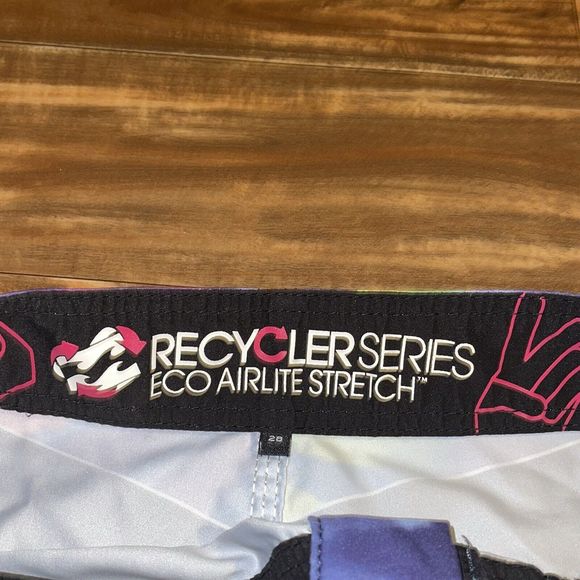 RECYCLER SERIES
ECO AIRLITE STRETCH™
28